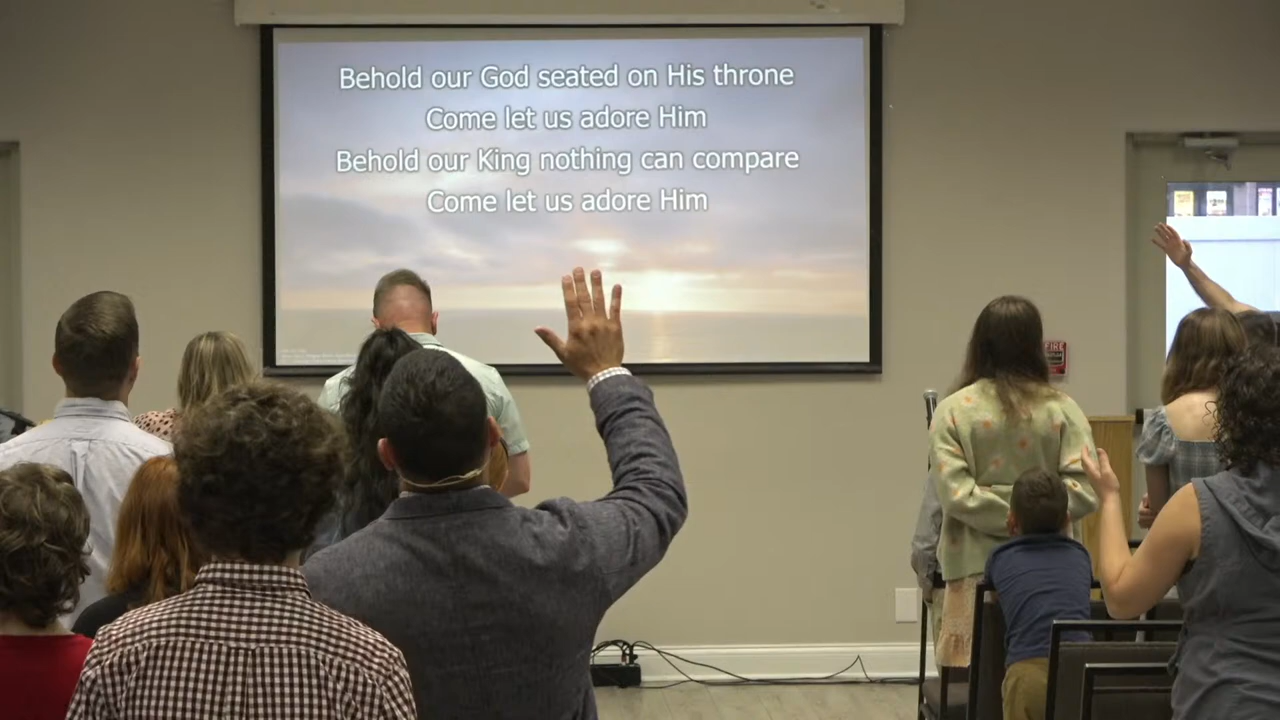 Behold our God seated on His throne
Come let us adore Him
Behold our King nothing can compare
Come let us adore Him
FIRE